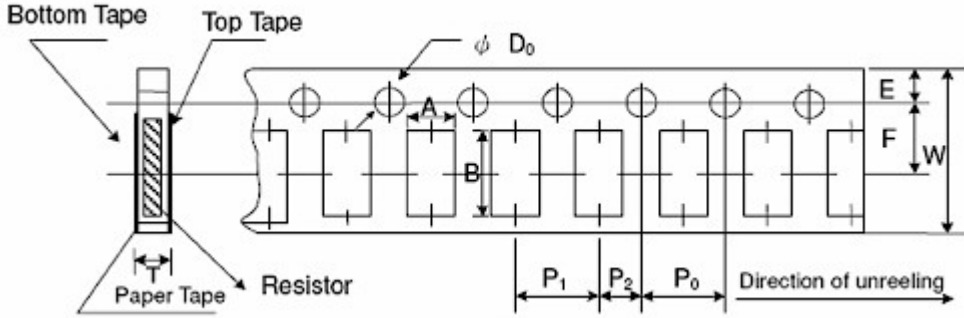 Bottom Tape
Top Tape
ϕ D₀
E
A
F
W
B
T
P₁
P₂
P₀
Direction of unreeling
Paper Tape
Resistor